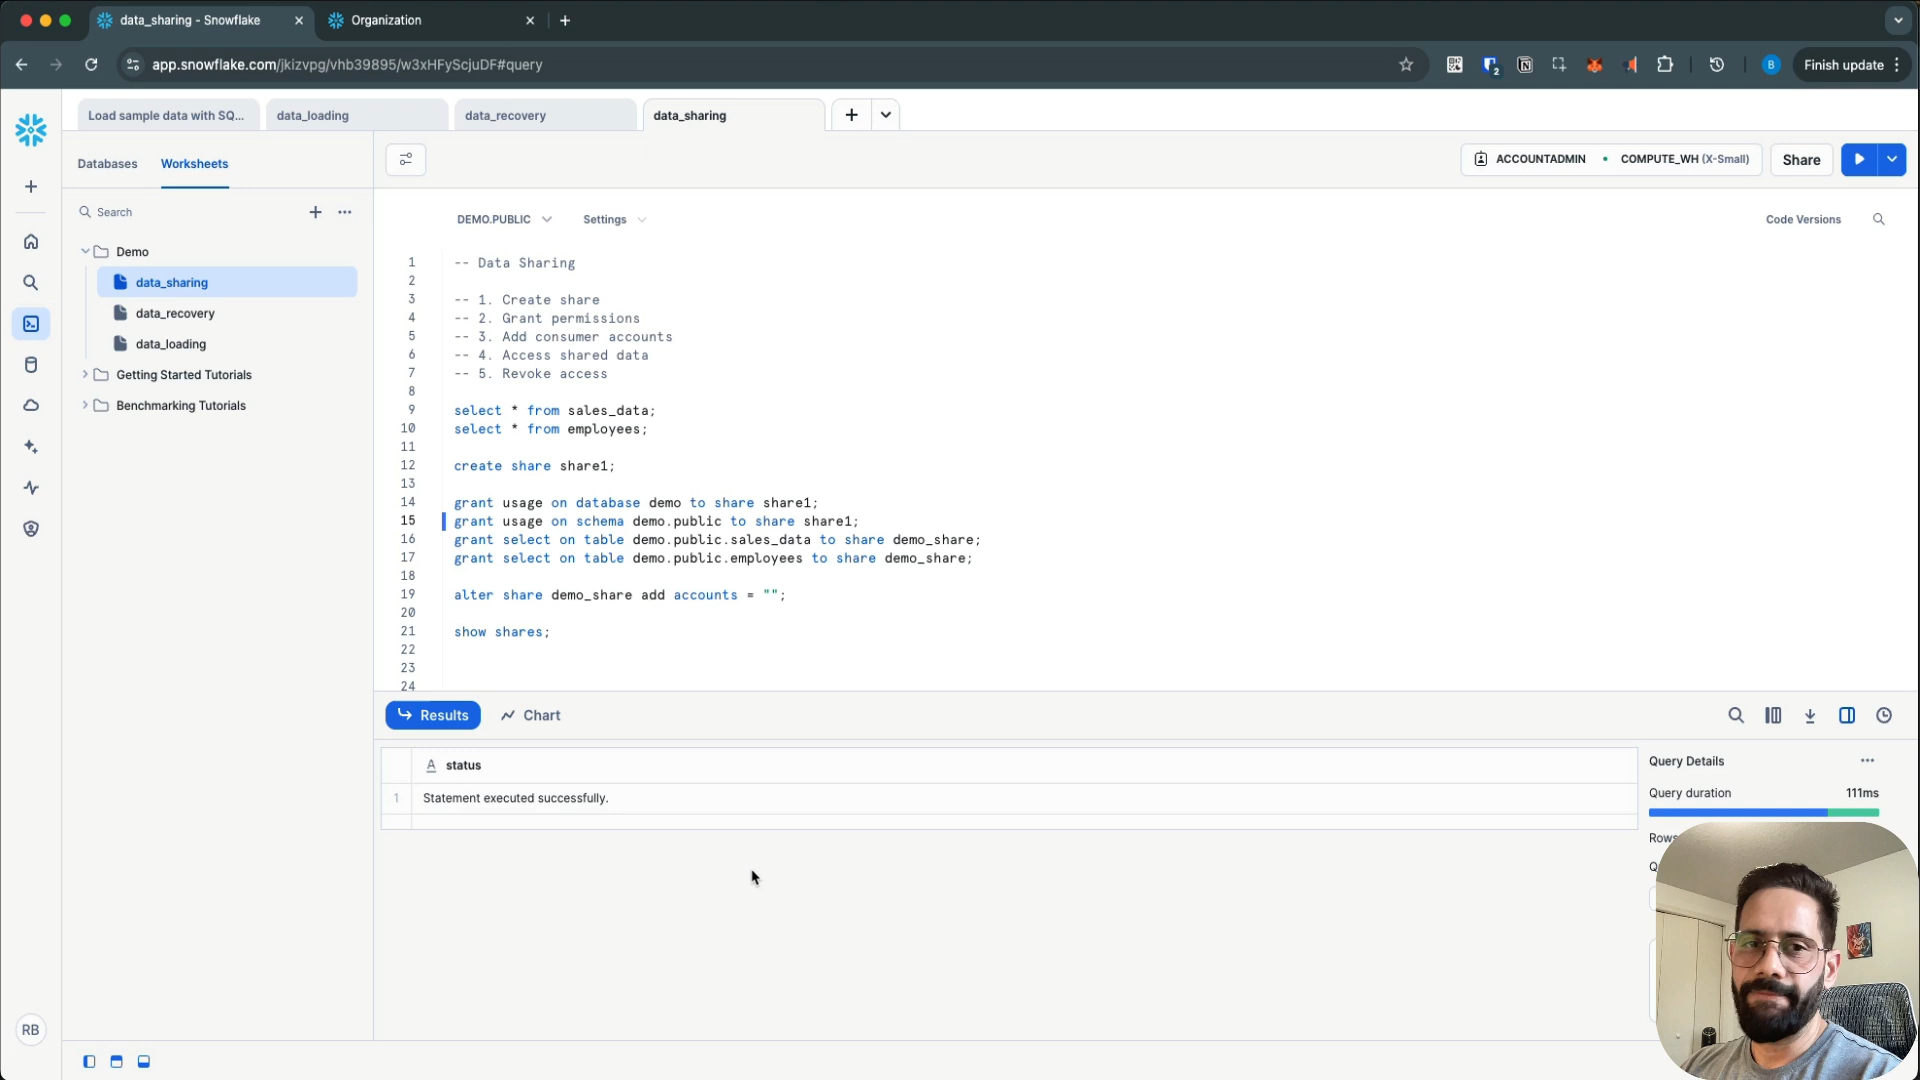 data_sharing - Snowflake
Organization
app.snowflake.com/jkizvpg/vhb39895/w3xHFyScjuDF#query
2
B
Finish update
Load sample data with SQ...
data_loading
data_recovery
data_sharing
Databases
Worksheets
ACCOUNTADMIN
COMPUTE_WH (X-Small)
Share
Search
DEMO.PUBLIC
Settings
Code Versions
Demo
data_sharing
data_recovery
data_loading
Getting Started Tutorials
Benchmarking Tutorials
1 -- Data Sharing
2
3 -- 1. Create share
4 -- 2. Grant permissions
5 -- 3. Add consumer accounts
6 -- 4. Access shared data
7 -- 5. Revoke access
8
9 select * from sales_data;
10 select * from employees;
11
12 create share share1;
13
14 grant usage on database demo to share share1;
15 grant usage on schema demo.public to share share1;
16 grant select on table demo.public.sales_data to share demo_share;
17 grant select on table demo.public.employees to share demo_share;
18
19 alter share demo_share add accounts = "";
20
21 show shares;
22
23
24
Results
Chart
A status
1 Statement executed successfully.
Query Details
Query duration 111ms
Rows
RB